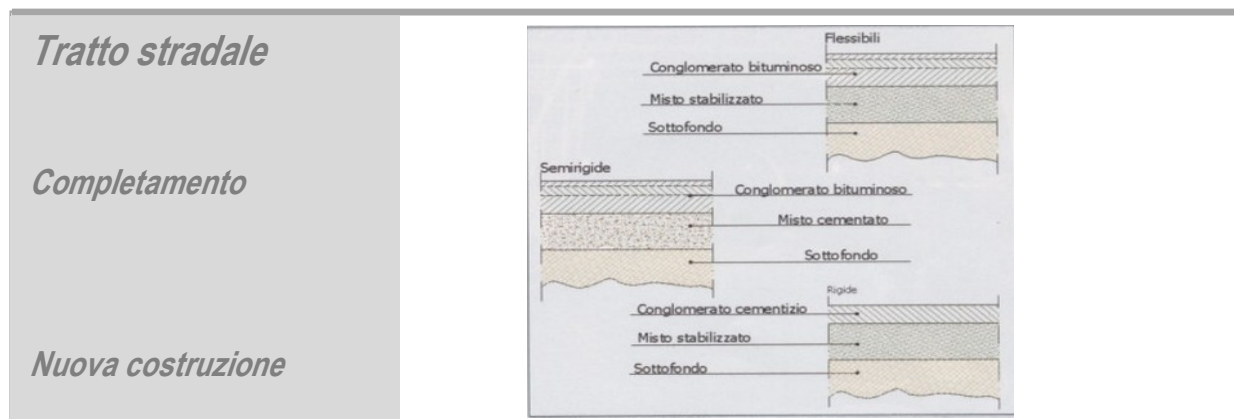 Tratto stradale
Completamento
Nuova costruzione
Flessibili
Conglomerato bituminoso
Misto stabilizzato
Sottofondo
Semirigide
Conglomerato bituminoso
Misto cementato
Sottofondo
Rigide
Conglomerato cementizio
Misto stabilizzato
Sottofondo